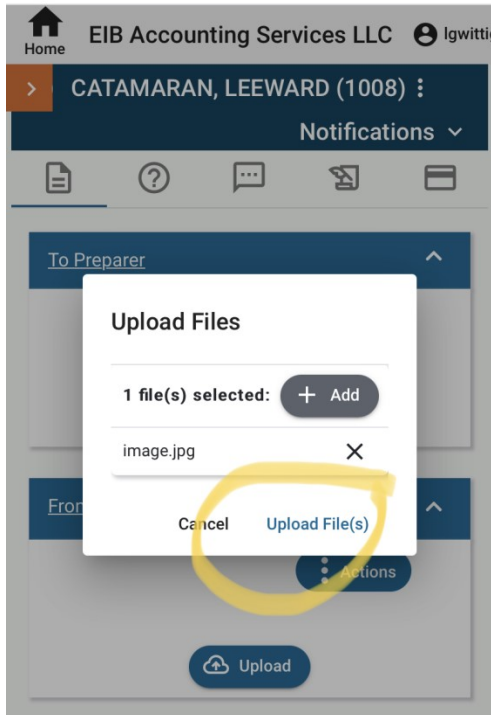 EIB Accounting Services LLC
lgwitti
Home
CATAMARAN, LEEWARD (1008)
Notifications
To Preparer
Upload Files
1 file(s) selected:
+ Add
image.jpg
From
Cancel
Upload File(s)
Actions
Upload